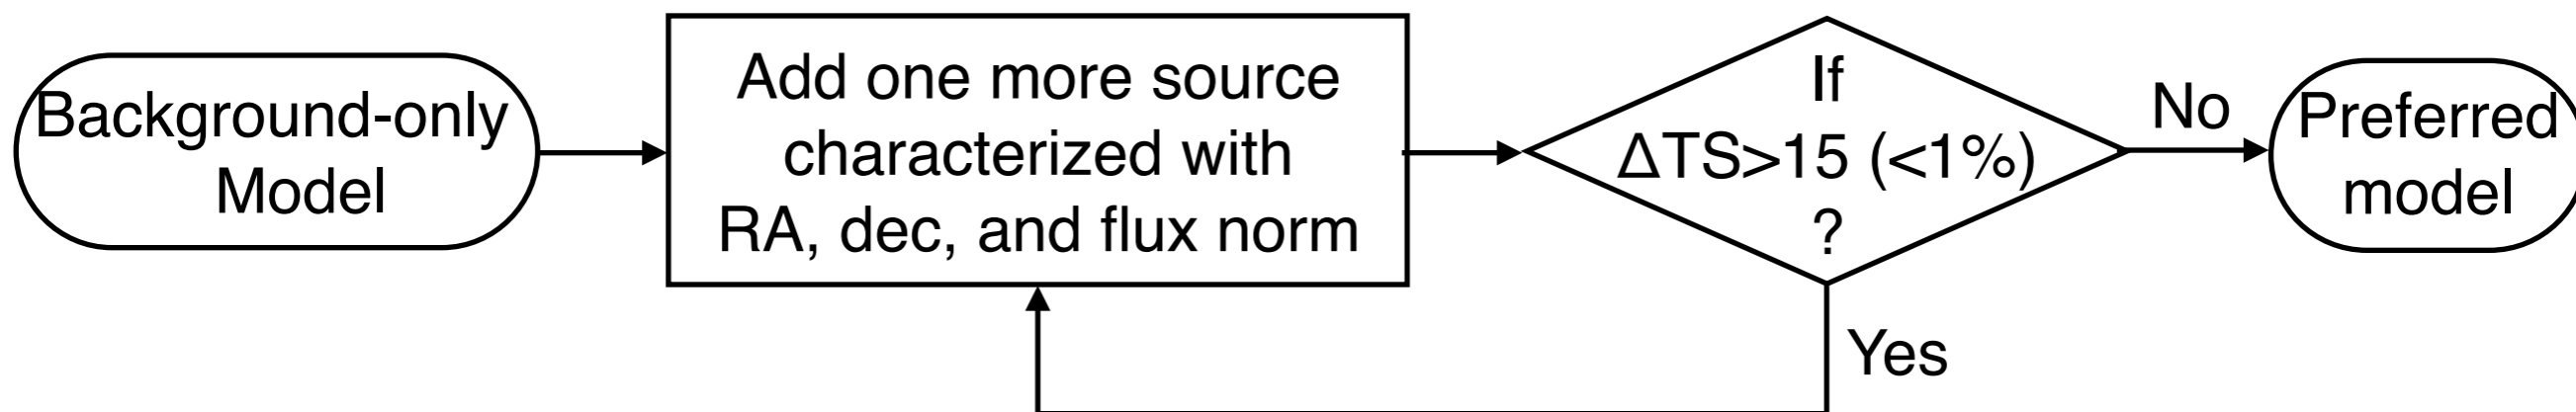 Background-only
Model
Add one more source
characterized with
RA, dec, and flux norm
If
ΔTS>15 (<1%)
?
No
Yes
Preferred
model